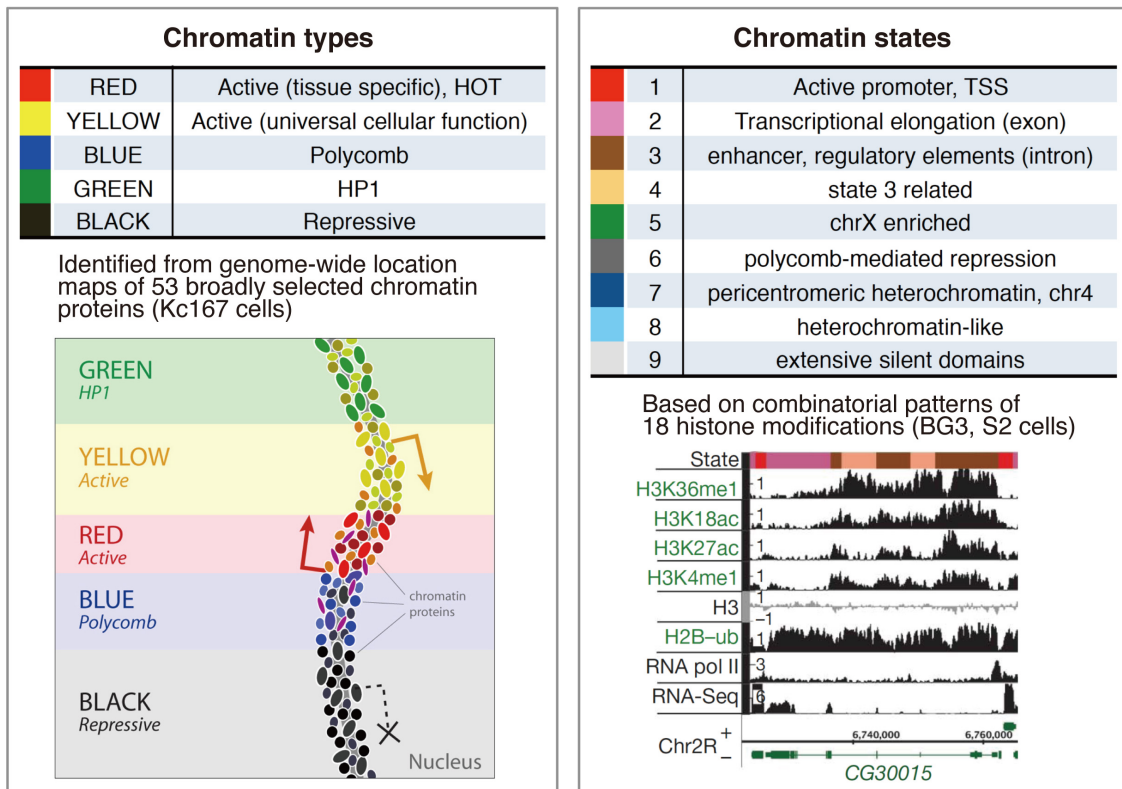 Chromatin types
RED Active (tissue specific), HOT
YELLOW Active (universal cellular function)
BLUE Polycomb
GREEN HP1
BLACK Repressive
Identified from genome-wide location
maps of 53 broadly selected chromatin
proteins (Kc167 cells)
GREEN
HP1
YELLOW
Active
RED
Active
BLUE
Polycomb
chromatin
proteins
BLACK
Repressive
Nucleus
Chromatin states
1 Active promoter, TSS
2 Transcriptional elongation (exon)
3 enhancer, regulatory elements (intron)
4 state 3 related
5 chrX enriched
6 polycomb-mediated repression
7 pericentromeric heterochromatin, chr4
8 heterochromatin-like
9 extensive silent domains
Based on combinatorial patterns of
18 histone modifications (BG3, S2 cells)
State
H3K36me1 1
H3K18ac 1
H3K27ac 1
H3K4me1 1
H3 1
−1
H2B–ub 1
RNA pol II 3
RNA-Seq 6
Chr2R + −
6,740,000 6,760,000
CG30015